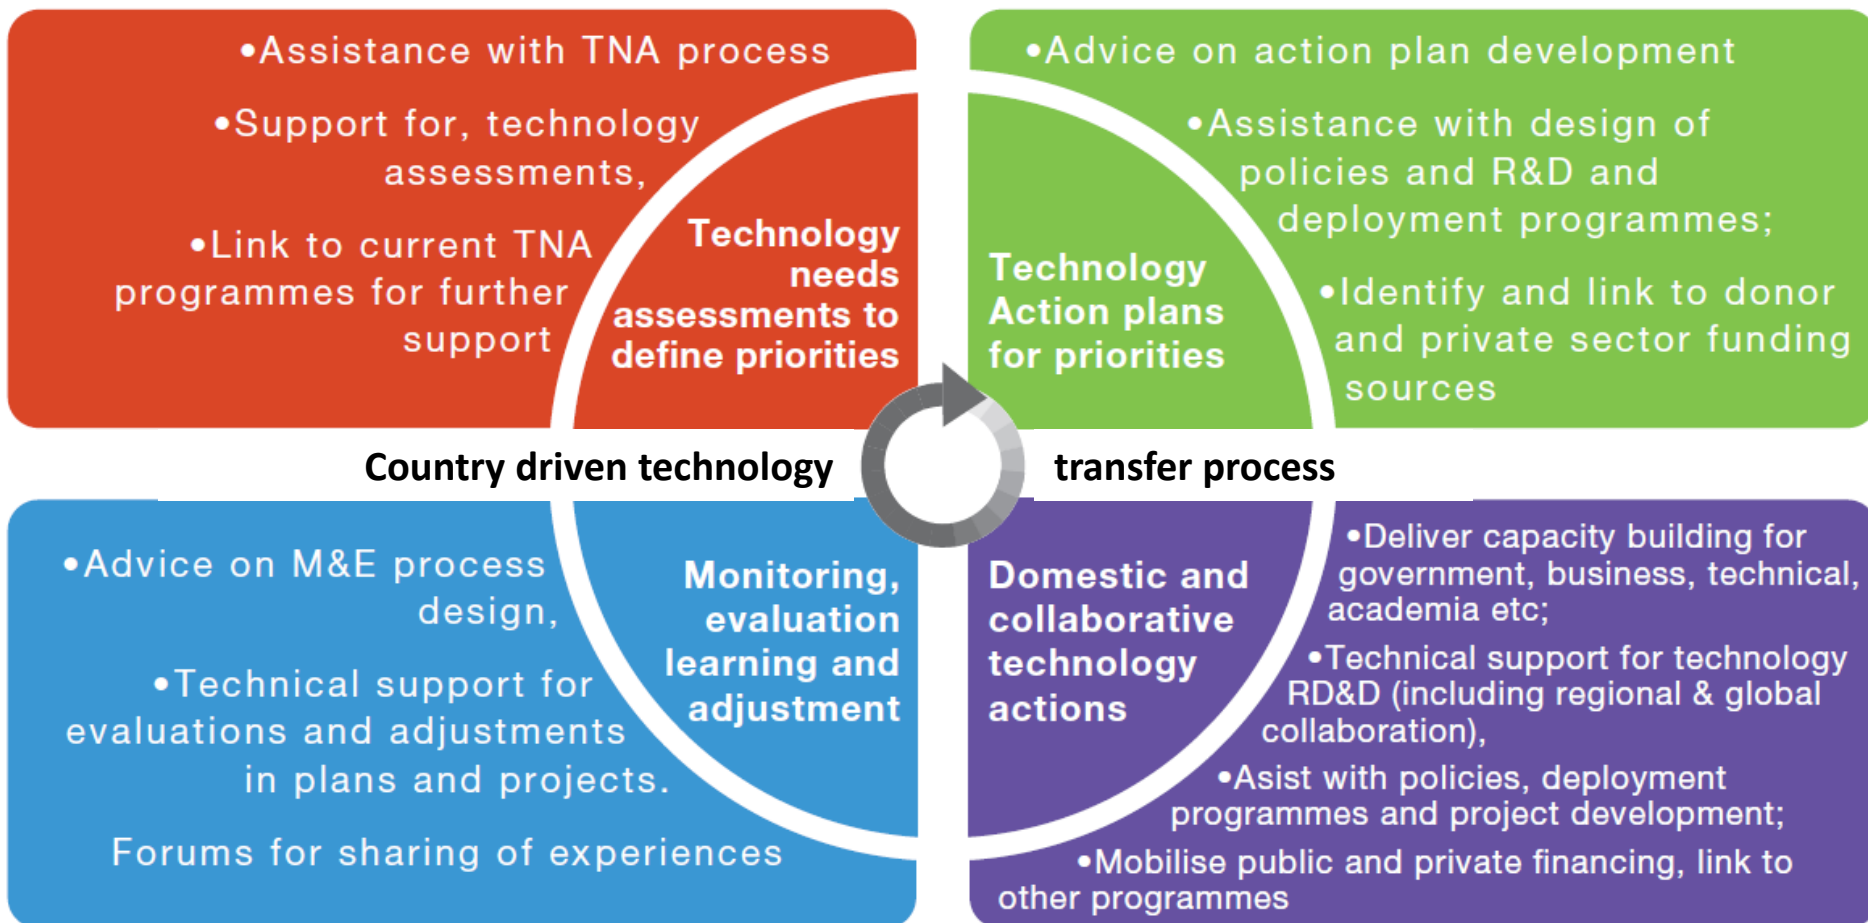 •Assistance with TNA process
•Support for, technology
assessments,
•Link to current TNA
programmes for further
support
Technology
needs
assessments to
define priorities
•Advice on action plan development
•Assistance with design of
policies and R&D and
deployment programmes;
•Identify and link to donor
and private sector funding
sources
Technology
Action plans
for priorities
Country driven technology transfer process
•Advice on M&E process
design,
•Technical support for
evaluations and adjustments
in plans and projects.
Forums for sharing of experiences
Monitoring,
evaluation
learning and
adjustment
Domestic and
collaborative
technology
actions
•Deliver capacity building for
government, business, technical,
academia etc;
•Technical support for technology
RD&D (including regional & global
collaboration),
•Asist with policies, deployment
programmes and project development;
•Mobilise public and private financing, link to
other programmes